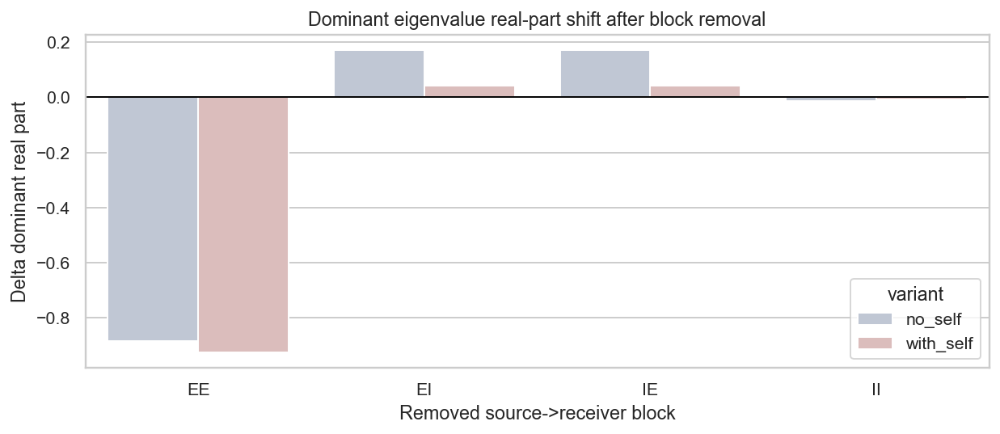 Dominant eigenvalue real-part shift after block removal
Delta dominant real part
0.2
0.0
−0.2
−0.4
−0.6
−0.8
EE
EI
IE
II
Removed source->receiver block
variant
no_self
with_self